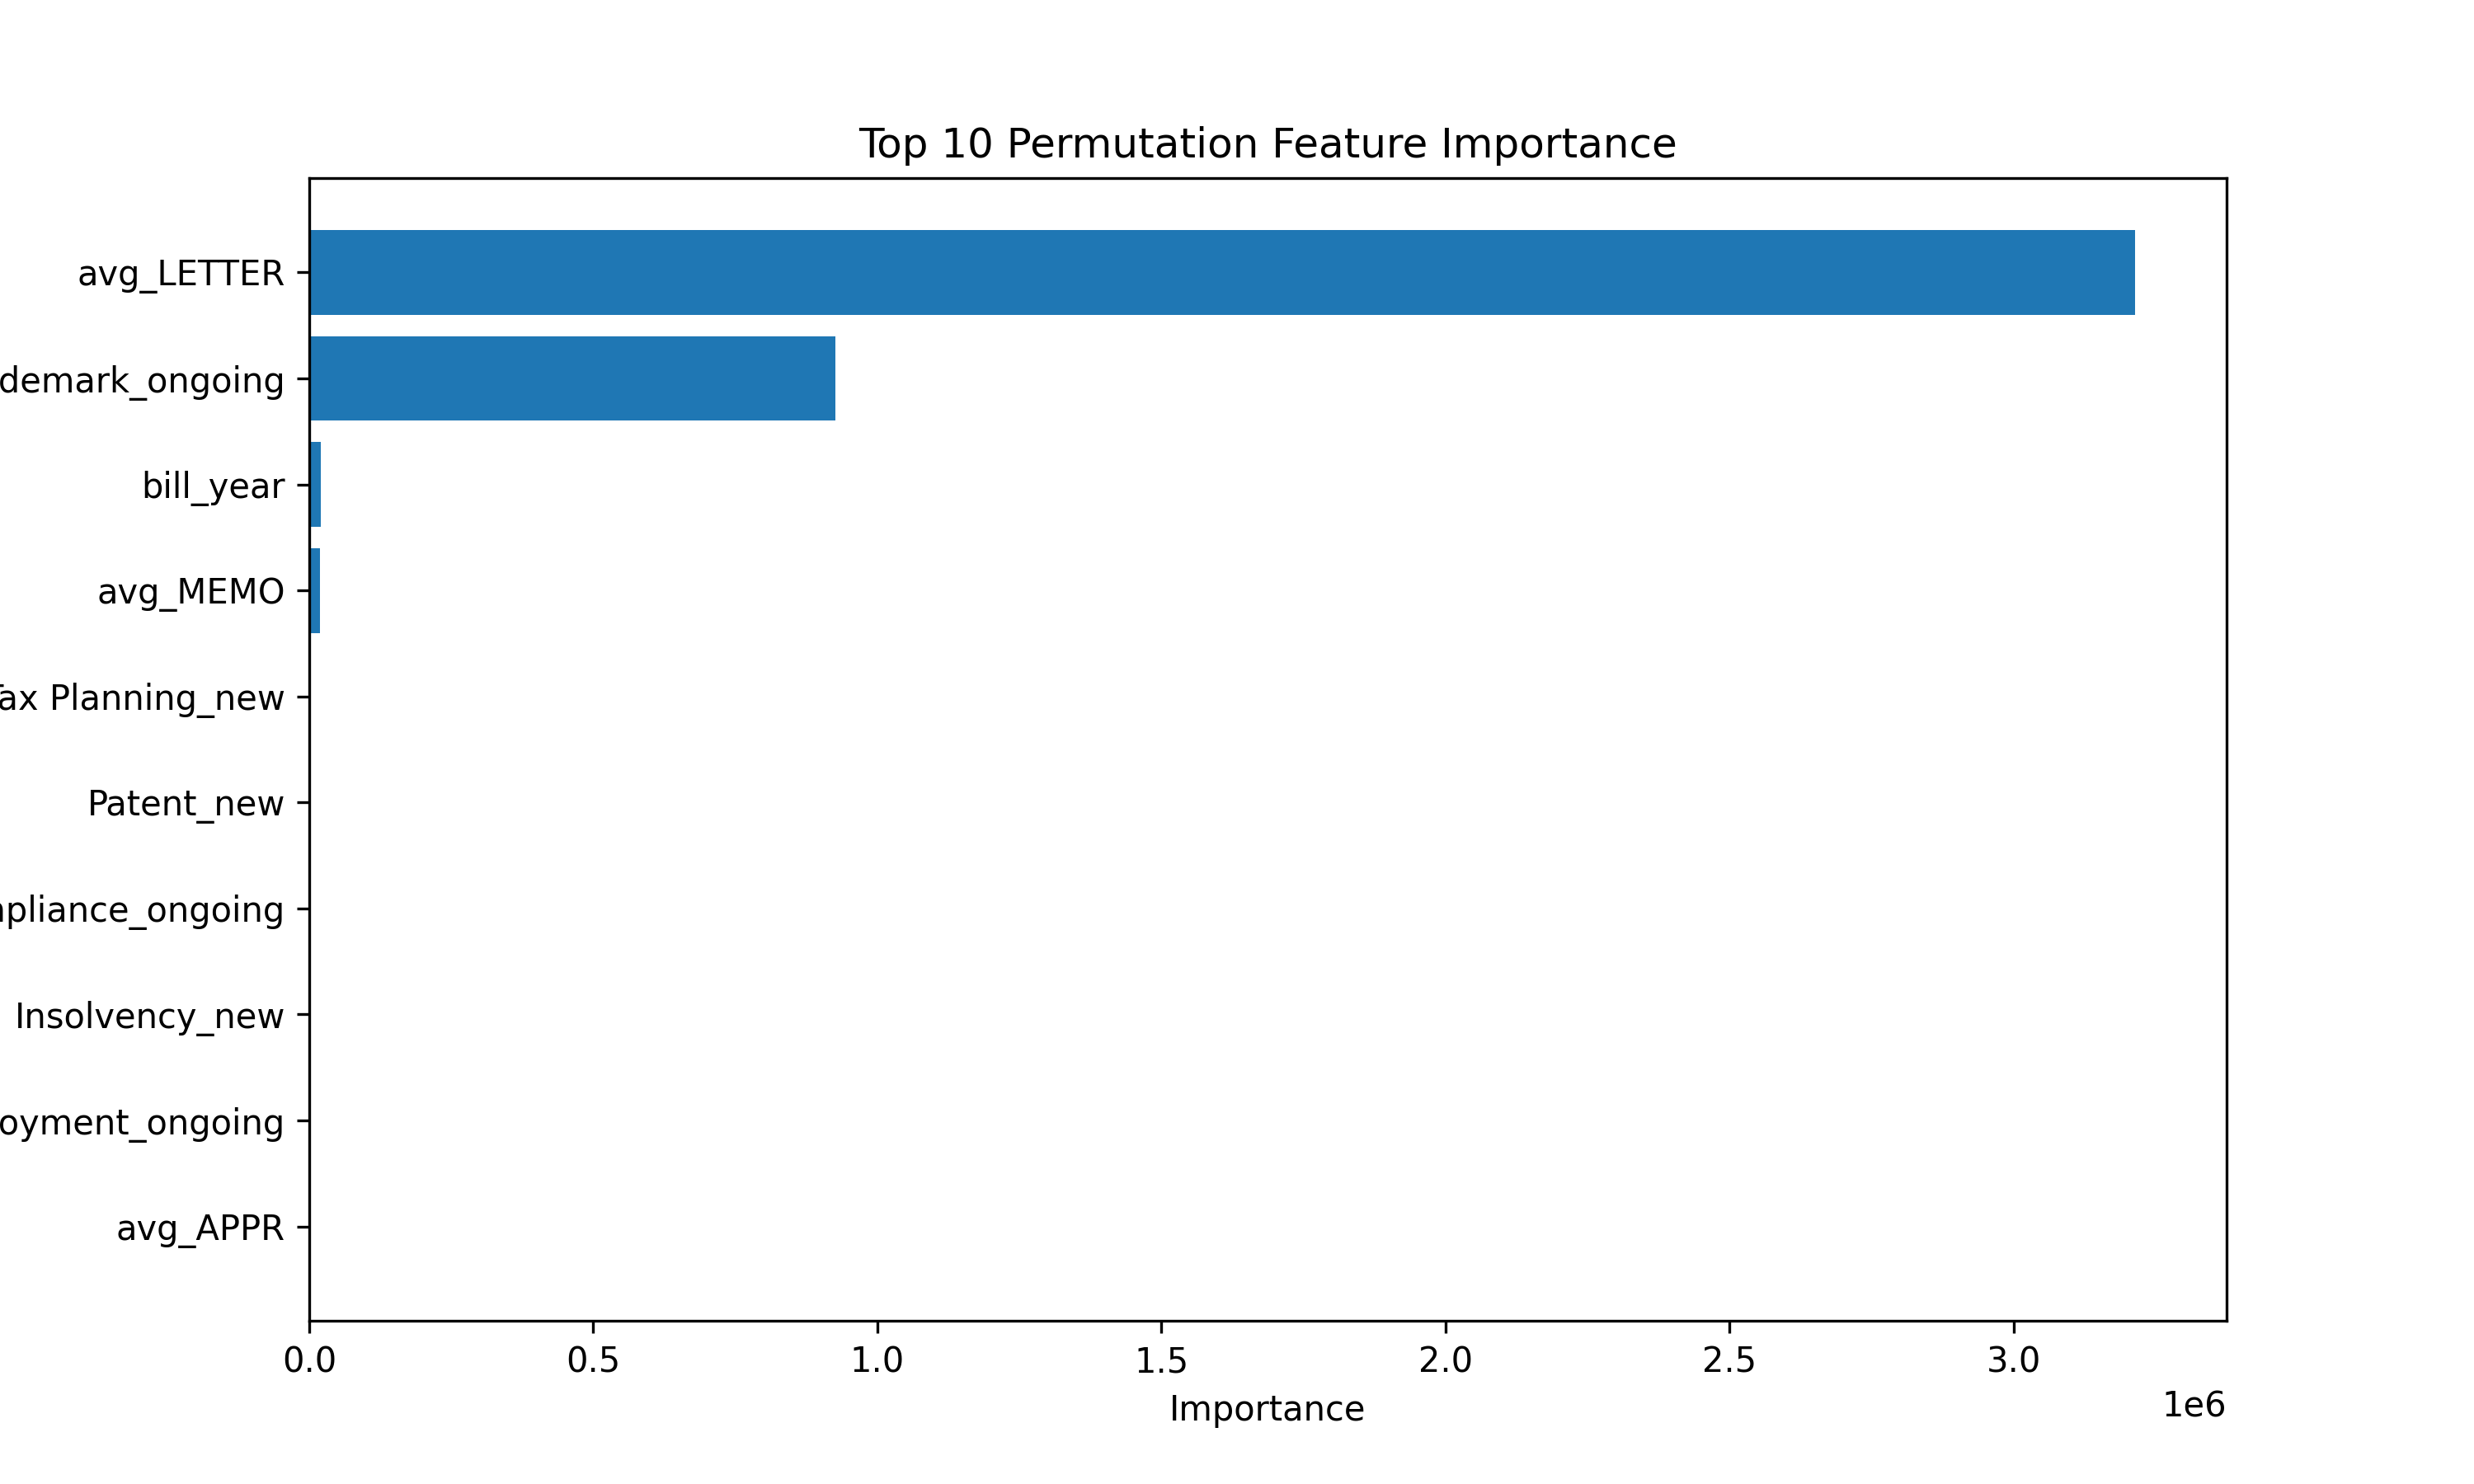 Top 10 Permutation Feature Importance
avg_LETTER
demark_ongoing
bill_year
avg_MEMO
ax Planning_new
Patent_new
pliance_ongoing
Insolvency_new
oyment_ongoing
avg_APPR
0.0 0.5 1.0 1.5 2.0 2.5 3.0
Importance
1e6